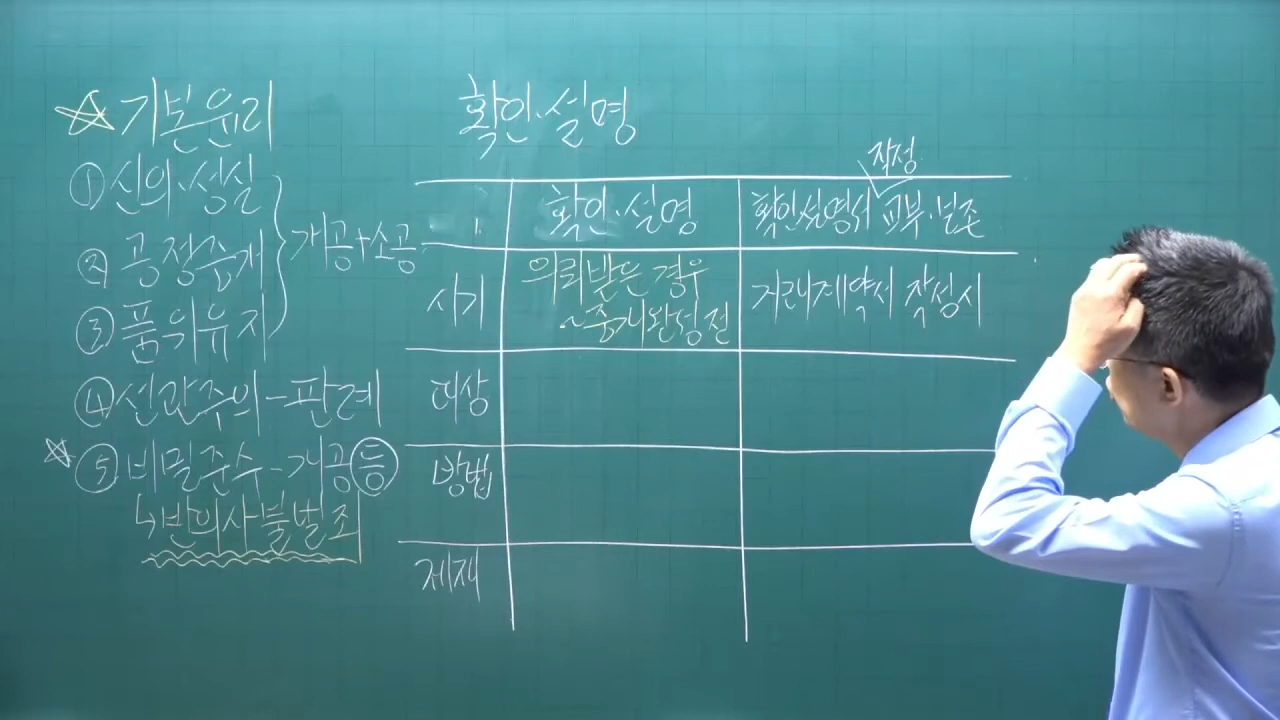 ☆기본윤리
①신의·성실
②공정중개
③품위유지
개공+소공
④선관주의-판례
☆⑤비밀준수-개공등
↳반의사불벌죄
확인·설명
작성
확인·설명
확인설명서 교부·보존
시기
의뢰받은 경우
~중개완성전
거래계약서 작성시
대상
방법
제재